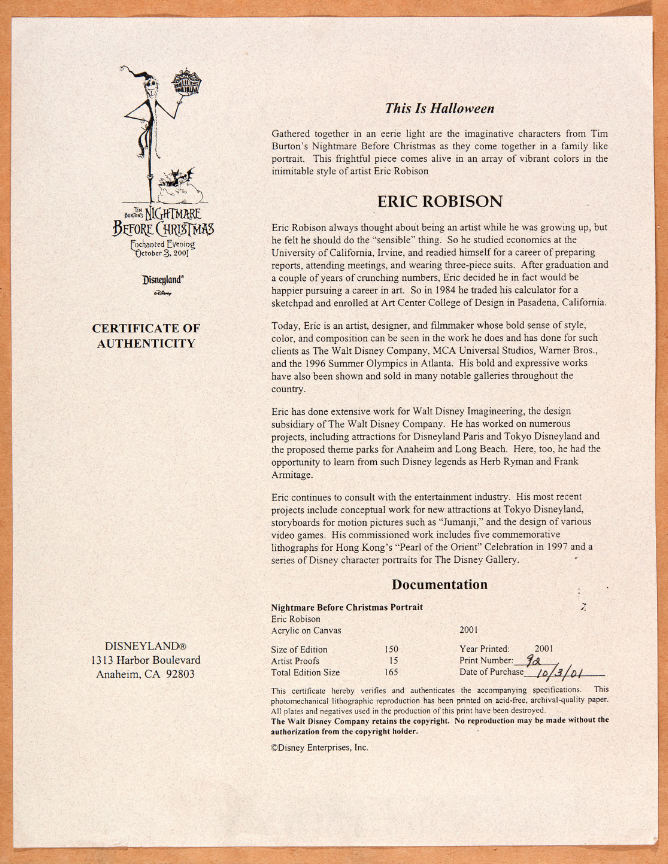 This Is Halloween
Gathered together in an eerie light are the imaginative characters from Tim
Burton's Nightmare Before Christmas as they come together in a family like
portrait. This frightful piece comes alive in an array of vibrant colors in the
inimitable style of artist Eric Robison
TIM
BURTON'S NIGHTMARE
BEFORE CHRISTMAS
Enchanted Evening
October 3, 2001
Disneyland®
©Disney
CERTIFICATE OF
AUTHENTICITY
ERIC ROBISON
Eric Robison always thought about being an artist while he was growing up, but
he felt he should do the “sensible” thing. So he studied economics at the
University of California, Irvine, and readied himself for a career of preparing
reports, attending meetings, and wearing three-piece suits. After graduation and
a couple of years of crunching numbers, Eric decided he in fact would be
happier pursuing a career in art. So in 1984 he traded his calculator for a
sketchpad and enrolled at Art Center College of Design in Pasadena, California.
Today, Eric is an artist, designer, and filmmaker whose bold sense of style,
color, and composition can be seen in the work he does and has done for such
clients as The Walt Disney Company, MCA Universal Studios, Warner Bros.,
and the 1996 Summer Olympics in Atlanta. His bold and expressive works
have also been shown and sold in many notable galleries throughout the
country.
Eric has done extensive work for Walt Disney Imagineering, the design
subsidiary of The Walt Disney Company. He has worked on numerous
projects, including attractions for Disneyland Paris and Tokyo Disneyland and
the proposed theme parks for Anaheim and Long Beach. Here, too, he had the
opportunity to learn from such Disney legends as Herb Ryman and Frank
Armitage.
Eric continues to consult with the entertainment industry. His most recent
projects include conceptual work for new attractions at Tokyo Disneyland,
storyboards for motion pictures such as “Jumanji,” and the design of various
video games. His commissioned work includes five commemorative
lithographs for Hong Kong's “Pearl of the Orient” Celebration in 1997 and a
series of Disney character portraits for The Disney Gallery.
Documentation
Nightmare Before Christmas Portrait
Eric Robison
Acrylic on Canvas 2001
Size of Edition 150 Year Printed: 2001
Artist Proofs 15 Print Number: 92
Total Edition Size 165 Date of Purchase 10/3/01
DISNEYLAND®
1313 Harbor Boulevard
Anaheim, CA 92803
This certificate hereby verifies and authenticates the accompanying specifications. This
photomechanical lithographic reproduction has been printed on acid-free, archival-quality paper.
All plates and negatives used in the production of this print have been destroyed.
The Walt Disney Company retains the copyright. No reproduction may be made without the
authorization from the copyright holder.
©Disney Enterprises, Inc.